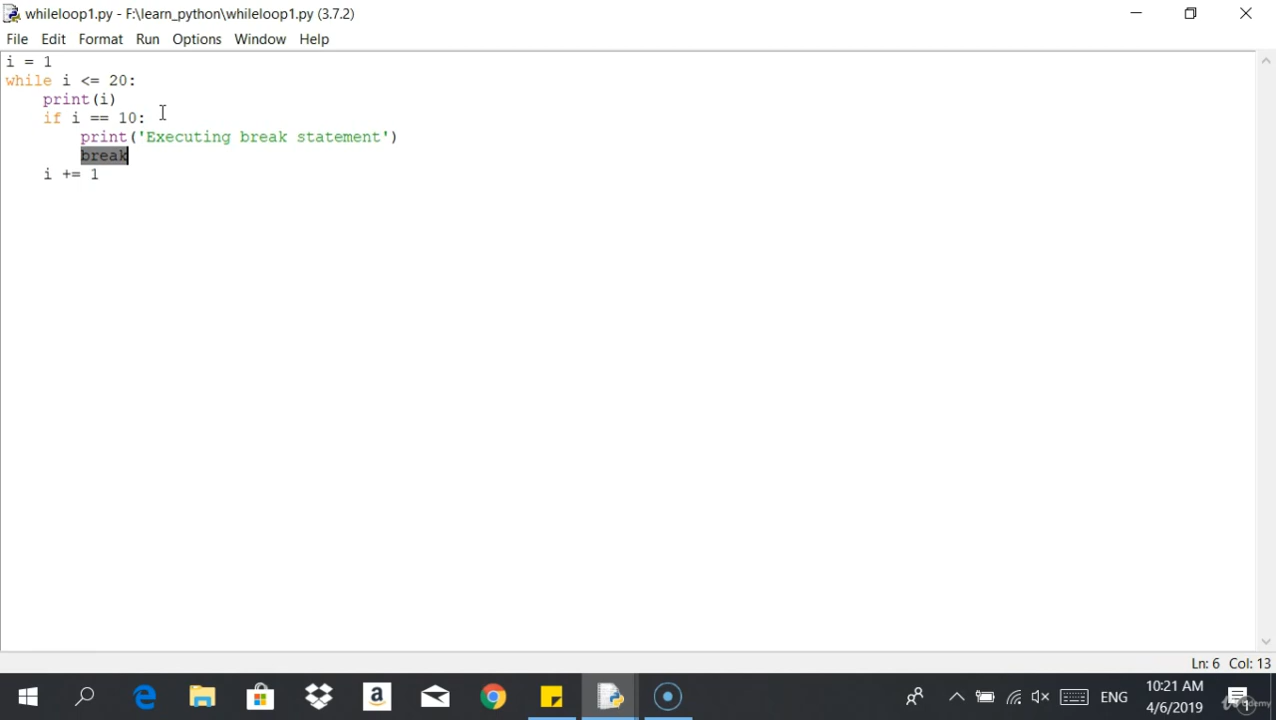 whileloop1.py - F:\learn_python\whileloop1.py (3.7.2)
File Edit Format Run Options Window Help
i = 1
while i <= 20:
    print(i)
    if i == 10:
        print('Executing break statement')
        break
    i += 1
Ln: 6 Col: 13
ENG
10:21 AM
4/6/2019
Udemy